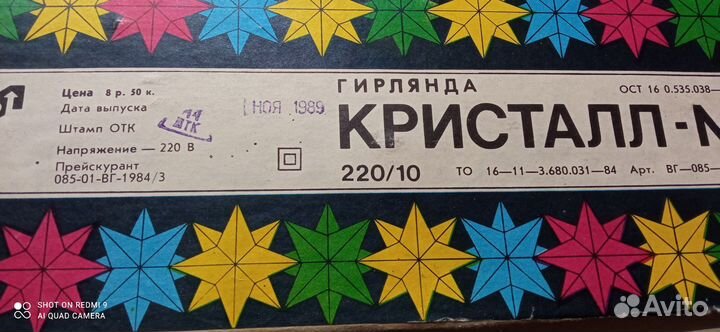 Цена 8 р. 50 к.
Дата выпуска НОЯ 1989
Штамп ОТК 11 ОТК
Напряжение — 220 В
Прейскурант
085-01-ВГ-1984/3
ГИРЛЯНДА
ОСТ 16 0.535.038—
КРИСТАЛЛ-
220/10 ТО 16—11—3.680.031—84 Арт. ВГ—085—
SHOT ON REDMI 9
AI QUAD CAMERA
Avito